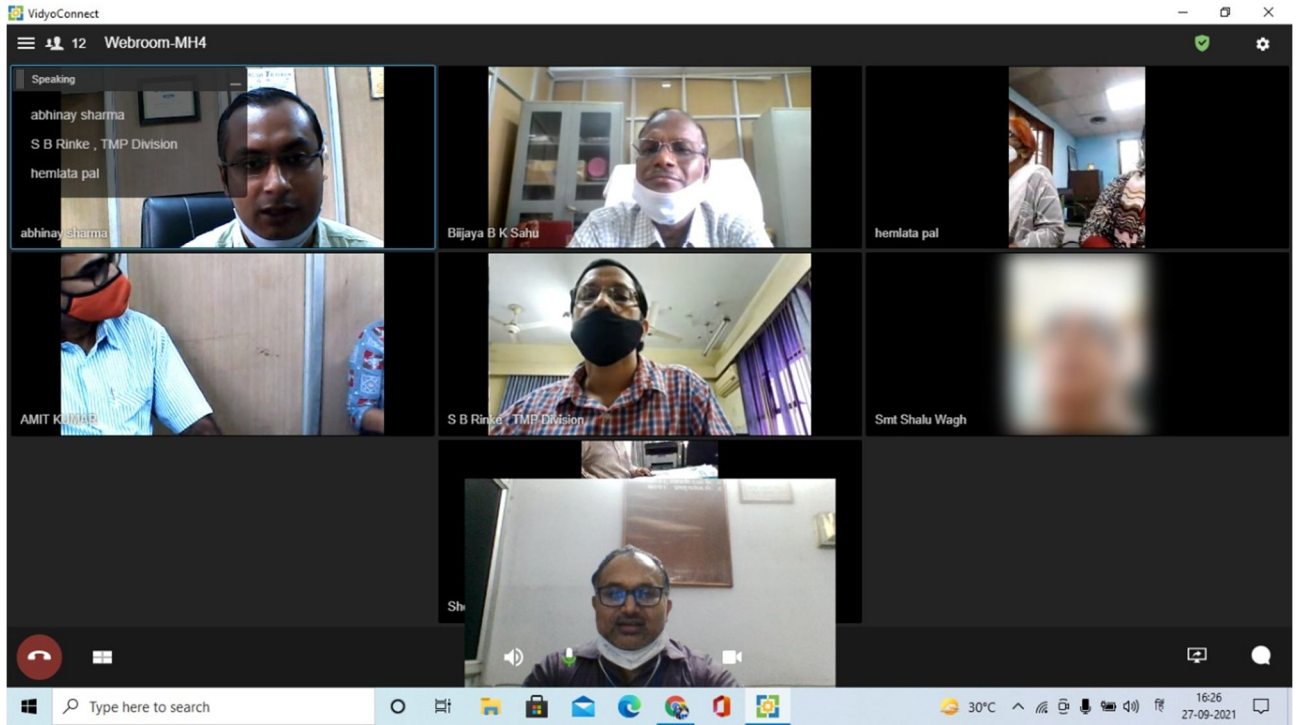 VidyoConnect
12 Webroom-MH4
Speaking
abhinay sharma
S B Rinke , TMP Division
hemlata pal
abhinay sharma
Biijaya B K Sahu
hemlata pal
AMIT KUMAR
S B Rinke , TMP Division
Smt Shalu Wagh
Type here to search
30°C
हिं
16:26
27-09-2021